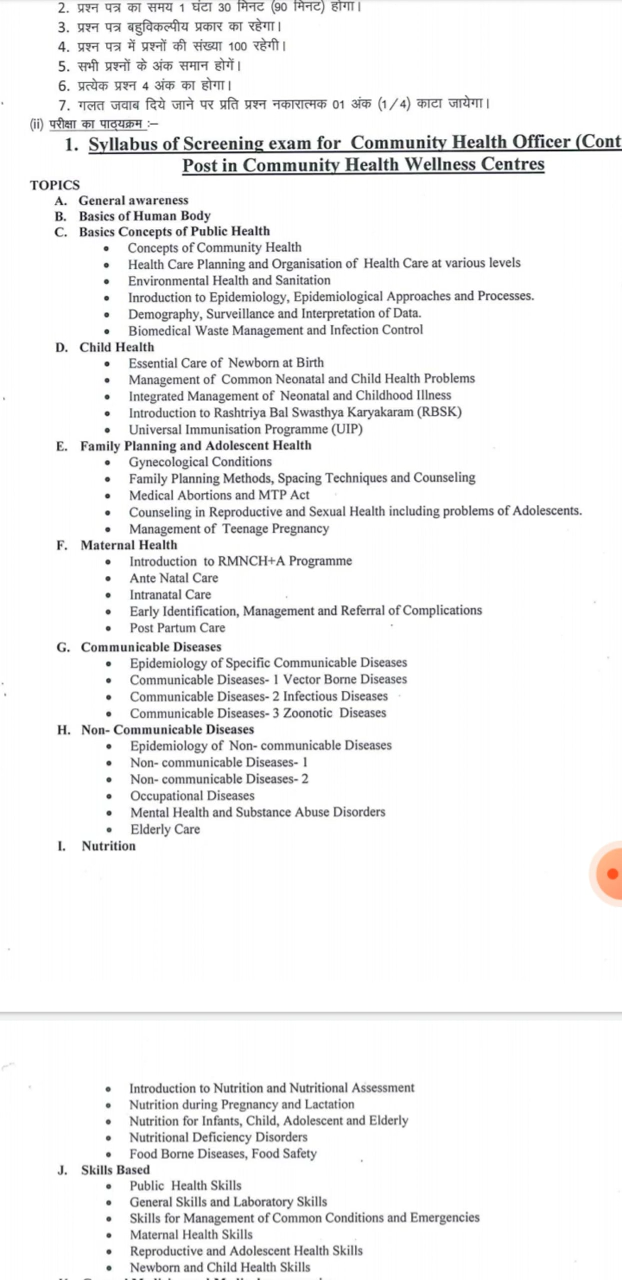 2. प्रश्न पत्र का समय 1 घंटा 30 मिनट (90 मिनट) होगा।
3. प्रश्न पत्र बहुविकल्पीय प्रकार का रहेगा।
4. प्रश्न पत्र में प्रश्नों की संख्या 100 रहेगी।
5. सभी प्रश्नों के अंक समान होगें।
6. प्रत्येक प्रश्न 4 अंक का होगा।
7. गलत जवाब दिये जाने पर प्रति प्रश्न नकारात्मक 01 अंक (1/4) काटा जायेगा।
(ii) परीक्षा का पाठ्यक्रम :–
1. Syllabus of Screening exam for Community Health Officer (Cont
Post in Community Health Wellness Centres
TOPICS
A. General awareness
B. Basics of Human Body
C. Basics Concepts of Public Health
• Concepts of Community Health
• Health Care Planning and Organisation of Health Care at various levels
• Environmental Health and Sanitation
• Inroduction to Epidemiology, Epidemiological Approaches and Processes.
• Demography, Surveillance and Interpretation of Data.
• Biomedical Waste Management and Infection Control
D. Child Health
• Essential Care of Newborn at Birth
• Management of Common Neonatal and Child Health Problems
• Integrated Management of Neonatal and Childhood Illness
• Introduction to Rashtriya Bal Swasthya Karyakaram (RBSK)
• Universal Immunisation Programme (UIP)
E. Family Planning and Adolescent Health
• Gynecological Conditions
• Family Planning Methods, Spacing Techniques and Counseling
• Medical Abortions and MTP Act
• Counseling in Reproductive and Sexual Health including problems of Adolescents.
• Management of Teenage Pregnancy
F. Maternal Health
• Introduction to RMNCH+A Programme
• Ante Natal Care
• Intranatal Care
• Early Identification, Management and Referral of Complications
• Post Partum Care
G. Communicable Diseases
• Epidemiology of Specific Communicable Diseases
• Communicable Diseases- 1 Vector Borne Diseases
• Communicable Diseases- 2 Infectious Diseases
• Communicable Diseases- 3 Zoonotic Diseases
H. Non- Communicable Diseases
• Epidemiology of Non- communicable Diseases
• Non- communicable Diseases- 1
• Non- communicable Diseases- 2
• Occupational Diseases
• Mental Health and Substance Abuse Disorders
• Elderly Care
I. Nutrition
• Introduction to Nutrition and Nutritional Assessment
• Nutrition during Pregnancy and Lactation
• Nutrition for Infants, Child, Adolescent and Elderly
• Nutritional Deficiency Disorders
• Food Borne Diseases, Food Safety
J. Skills Based
• Public Health Skills
• General Skills and Laboratory Skills
• Skills for Management of Common Conditions and Emergencies
• Maternal Health Skills
• Reproductive and Adolescent Health Skills
• Newborn and Child Health Skills